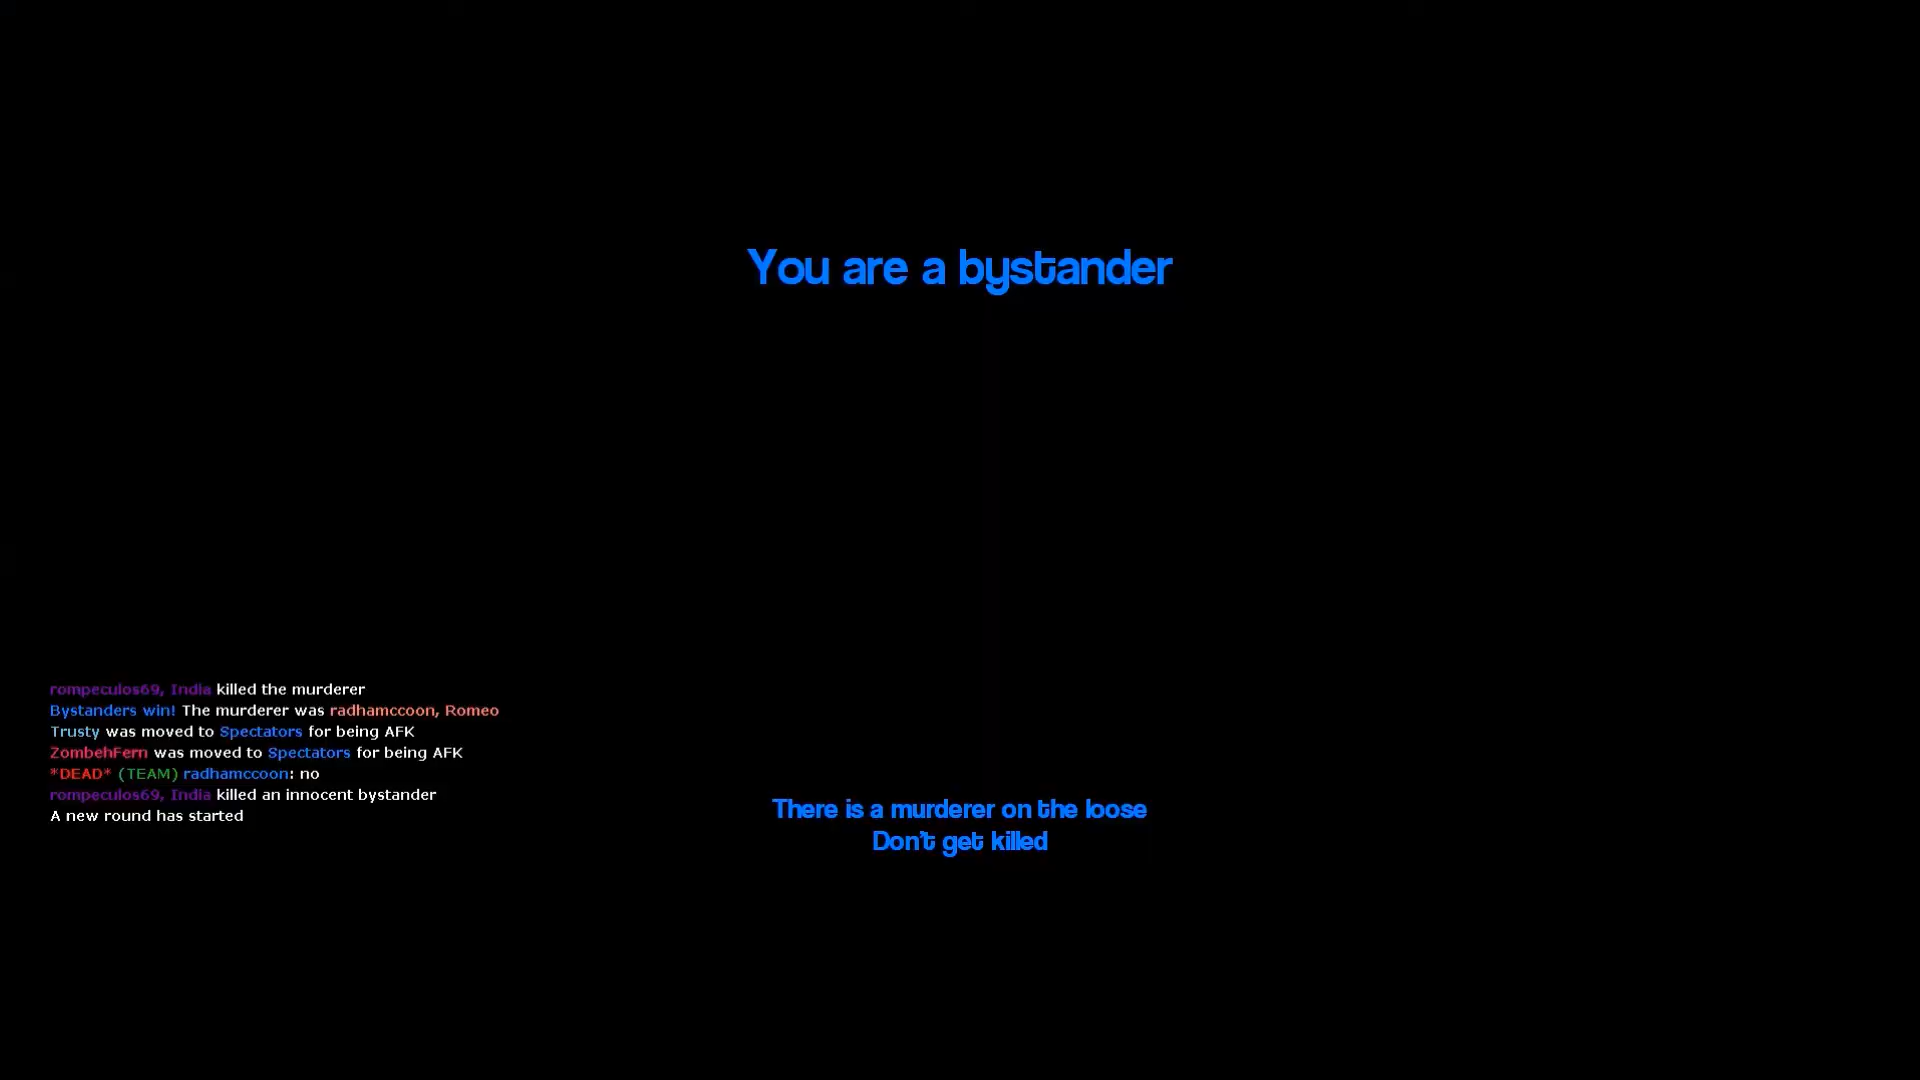 You are a bystander
rompeculos69, India killed the murderer
Bystanders win! The murderer was radhamccoon, Romeo
Trusty was moved to Spectators for being AFK
ZombehFern was moved to Spectators for being AFK
*DEAD* (TEAM) radhamccoon: no
rompeculos69, India killed an innocent bystander
A new round has started
There is a murderer on the loose
Don't get killed